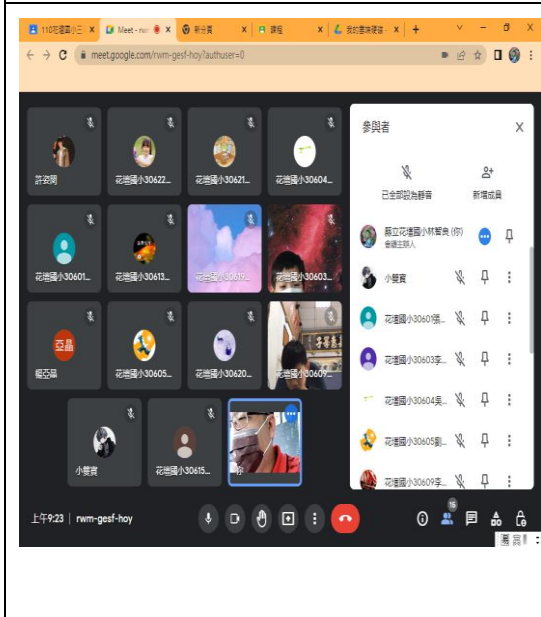 110花壇國小三
Meet - rw
新分頁
課程
我的雲端硬碟
meet.google.com/rwm-gesf-hoy?authuser=0
花壇國小30622...
花壇國小30621...
花壇國小30604...
花壇國小30601...
花壇國小30613...
花壇國小30619...
花壇國小30603...
楊亞晶
亞晶
花壇國小30605...
花壇國小30620...
花壇國小30609...
小雙寶
花壇國小30615...
你
參與者
已全部設為靜音
新增成員
縣立花壇國小林智良 (你)
會議主辦人
小雙寶
花壇國小30601張...
花壇國小30603李...
花壇國小30604吳...
花壇國小30605劉...
花壇國小30609李...
上午9:23 | rwm-gesf-hoy
16